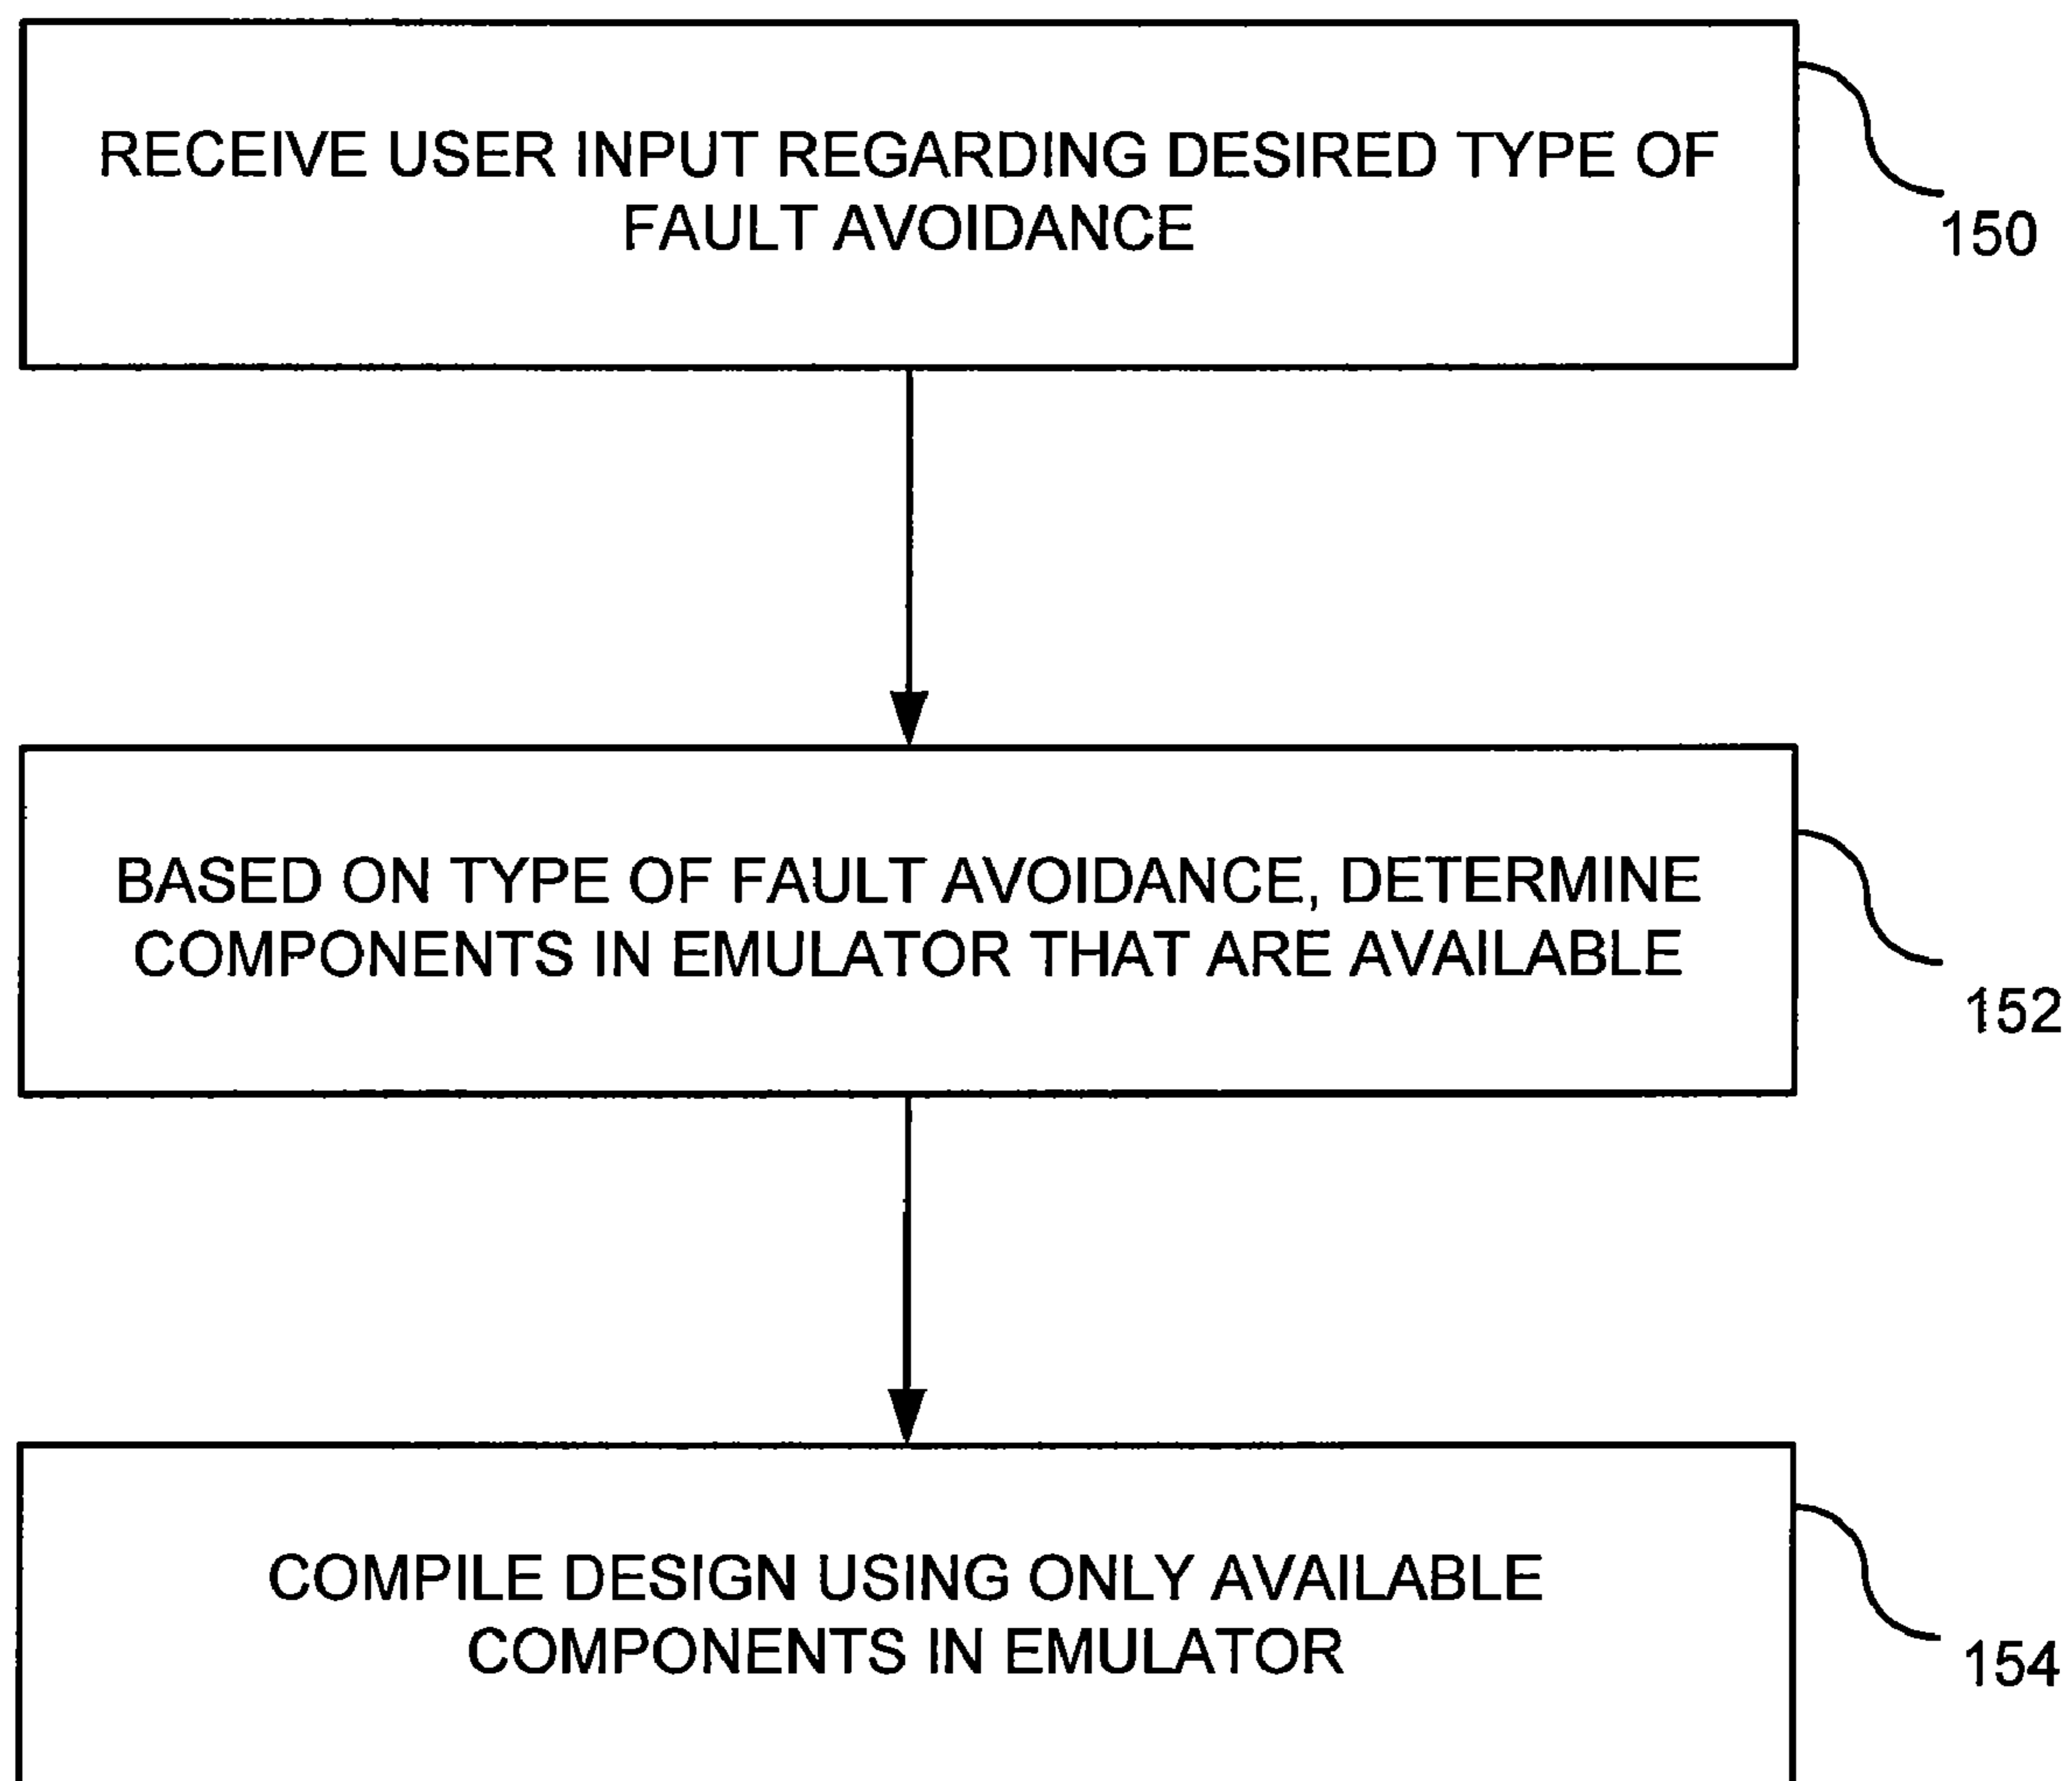 RECEIVE USER INPUT REGARDING DESIRED TYPE OF
FAULT AVOIDANCE
150
BASED ON TYPE OF FAULT AVOIDANCE, DETERMINE
COMPONENTS IN EMULATOR THAT ARE AVAILABLE
152
COMPILE DESIGN USING ONLY AVAILABLE
COMPONENTS IN EMULATOR
154